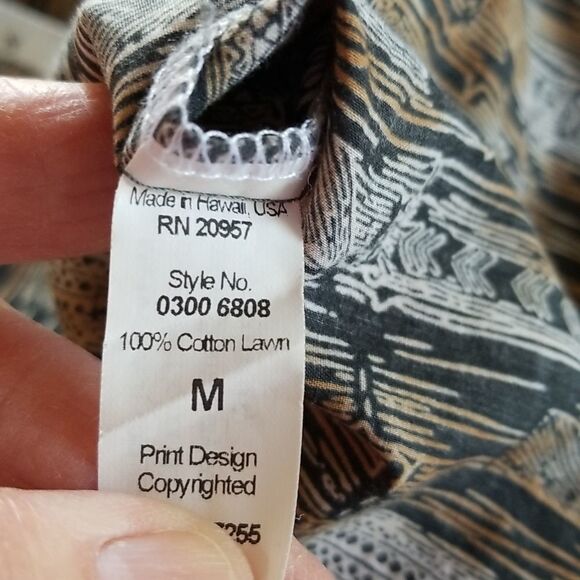 Made in Hawaii, USA
RN 20957
Style No.
0300 6808
100% Cotton Lawn
M
Print Design
Copyrighted